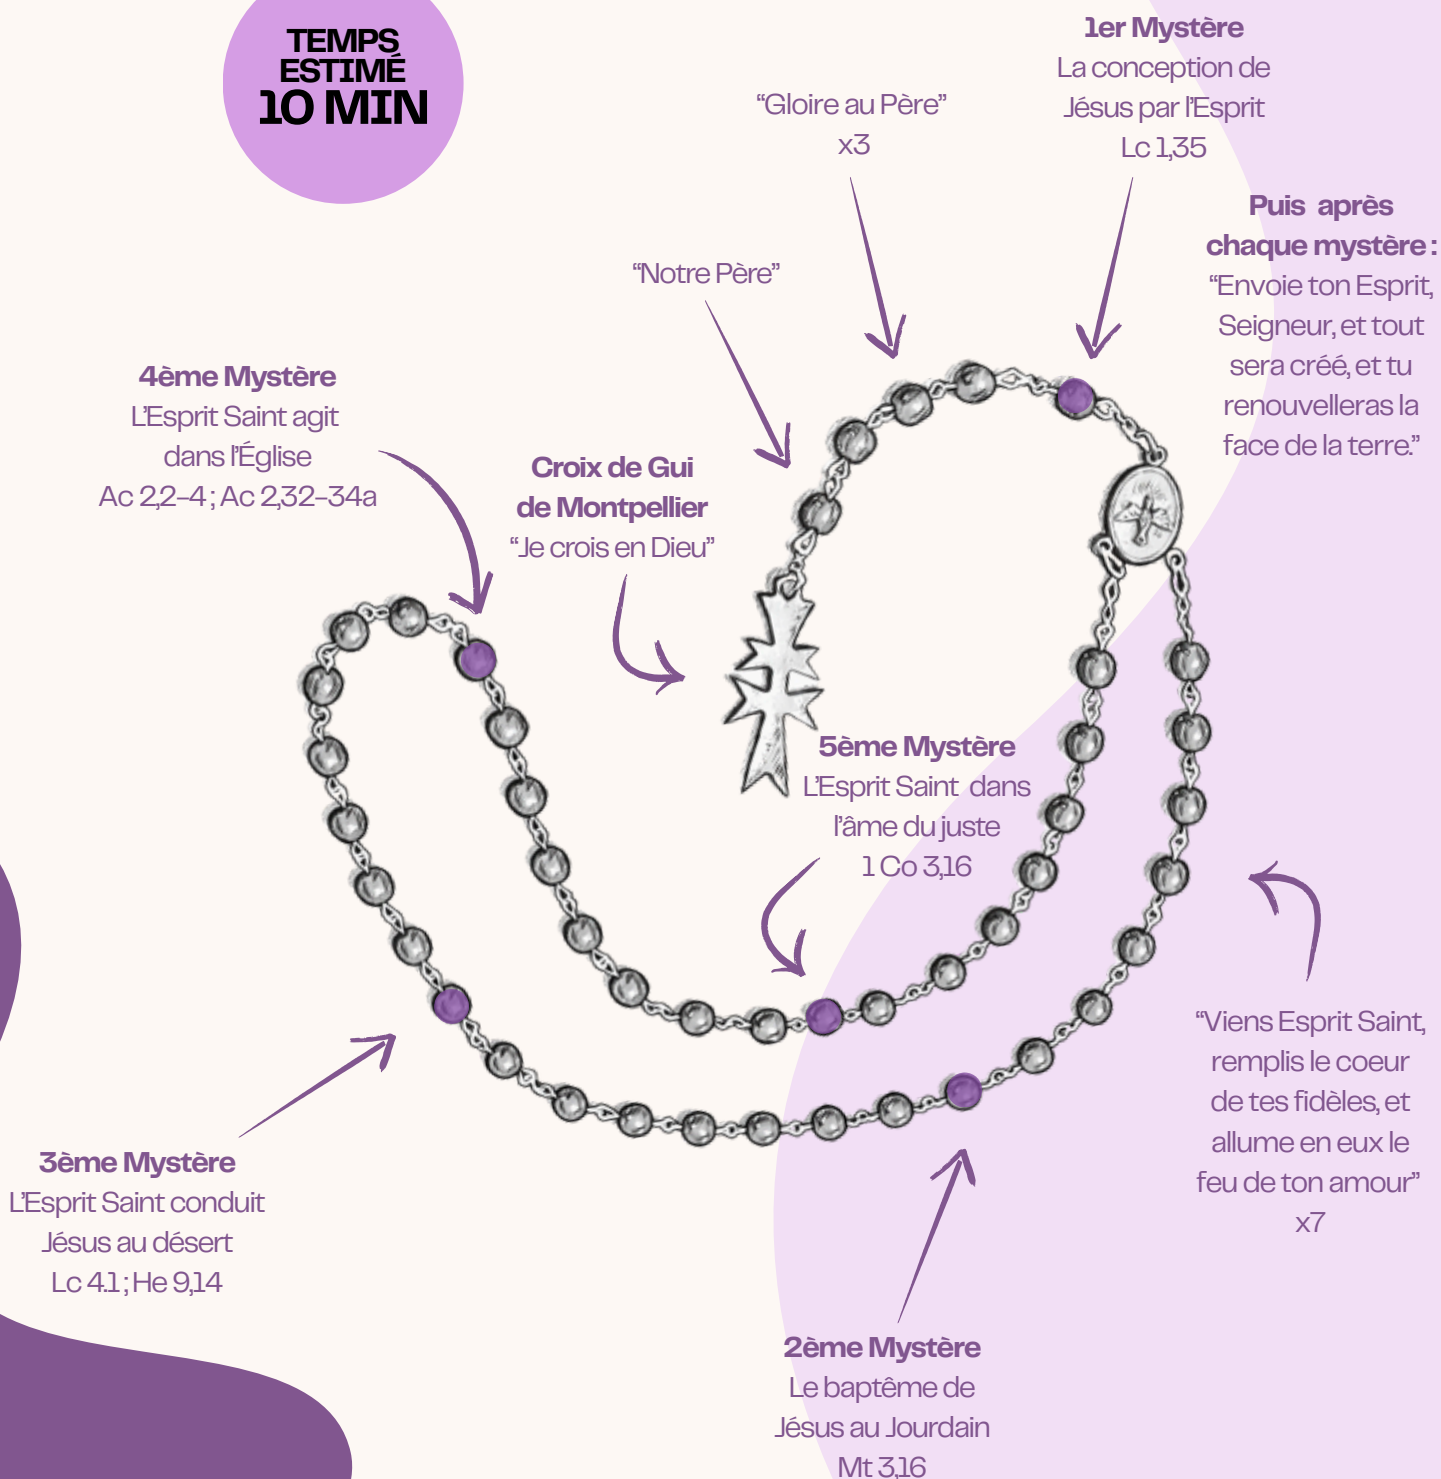 TEMPS
ESTIMÉ
10 MIN
1er Mystère
La conception de
Jésus par l'Esprit
Lc 1,35
“Gloire au Père”
x3
Puis après
chaque mystère :
“Envoie ton Esprit,
Seigneur, et tout
sera créé, et tu
renouvelleras la
face de la terre.”
“Notre Père”
4ème Mystère
L'Esprit Saint agit
dans l'Église
Ac 2,2-4 ; Ac 2,32-34a
Croix de Gui
de Montpellier
“Je crois en Dieu”
5ème Mystère
L'Esprit Saint dans
l'âme du juste
1 Co 3,16
“Viens Esprit Saint,
remplis le coeur
de tes fidèles, et
allume en eux le
feu de ton amour”
x7
3ème Mystère
L'Esprit Saint conduit
Jésus au désert
Lc 4.1 ; He 9,14
2ème Mystère
Le baptême de
Jésus au Jourdain
Mt 3,16